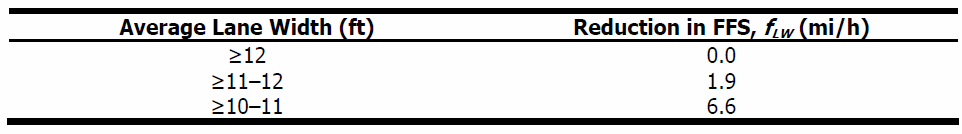 Average Lane Width (ft) Reduction in FFS, fLW (mi/h)
≥12 0.0
≥11–12 1.9
≥10–11 6.6